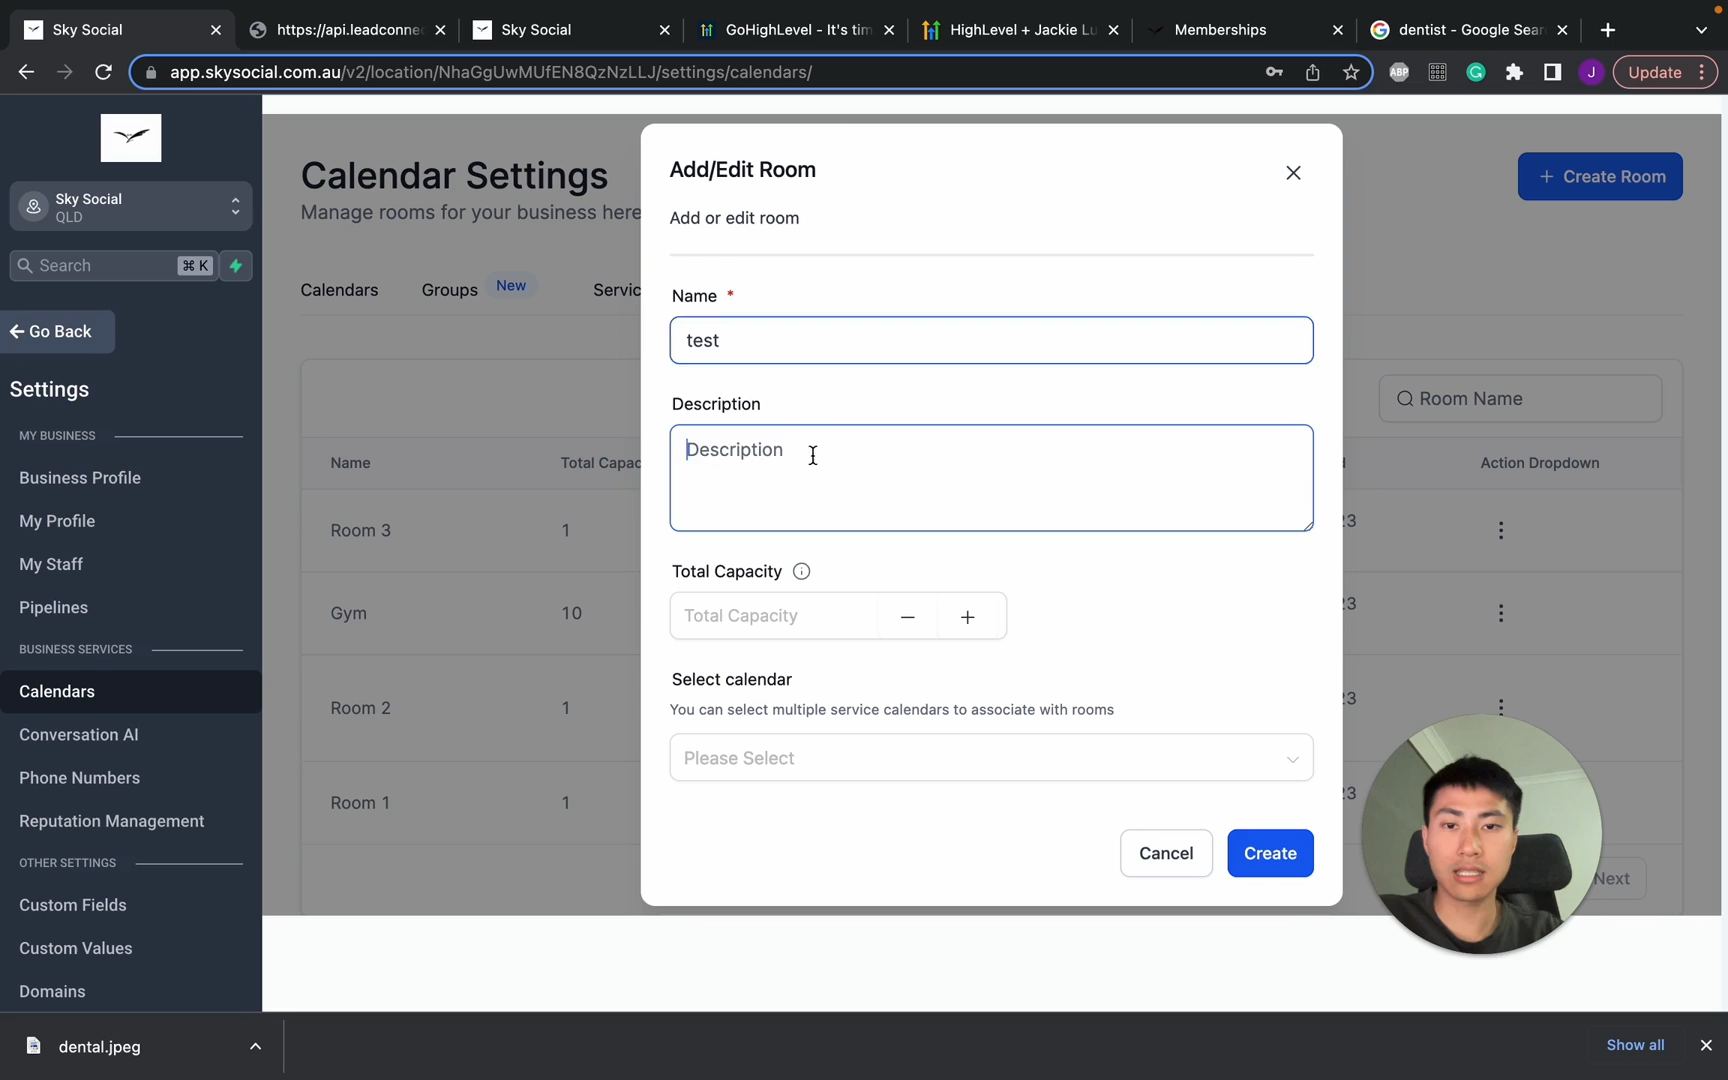 Sky Social
https://api.leadconne
Sky Social
GoHighLevel - It's tim
HighLevel + Jackie Lu
Memberships
dentist - Google Sear
app.skysocial.com.au/v2/location/NhaGgUwMUfEN8QzNzLLJ/settings/calendars/
ABP
J
Update
Sky Social
QLD
Search
⌘ K
Go Back
Settings
MY BUSINESS
Business Profile
My Profile
My Staff
Pipelines
BUSINESS SERVICES
Calendars
Conversation AI
Phone Numbers
Reputation Management
OTHER SETTINGS
Custom Fields
Custom Values
Domains
Calendar Settings
Manage rooms for your business here
+ Create Room
Calendars
Groups
New
Servic
Room Name
Name
Total Capac
d
Action Dropdown
Room 3
1
23
Gym
10
23
Room 2
1
23
Room 1
1
23
Next
Add/Edit Room
Add or edit room
Name *
test
Description
Description
Total Capacity
Total Capacity
Select calendar
You can select multiple service calendars to associate with rooms
Please Select
Cancel
Create
dental.jpeg
Show all